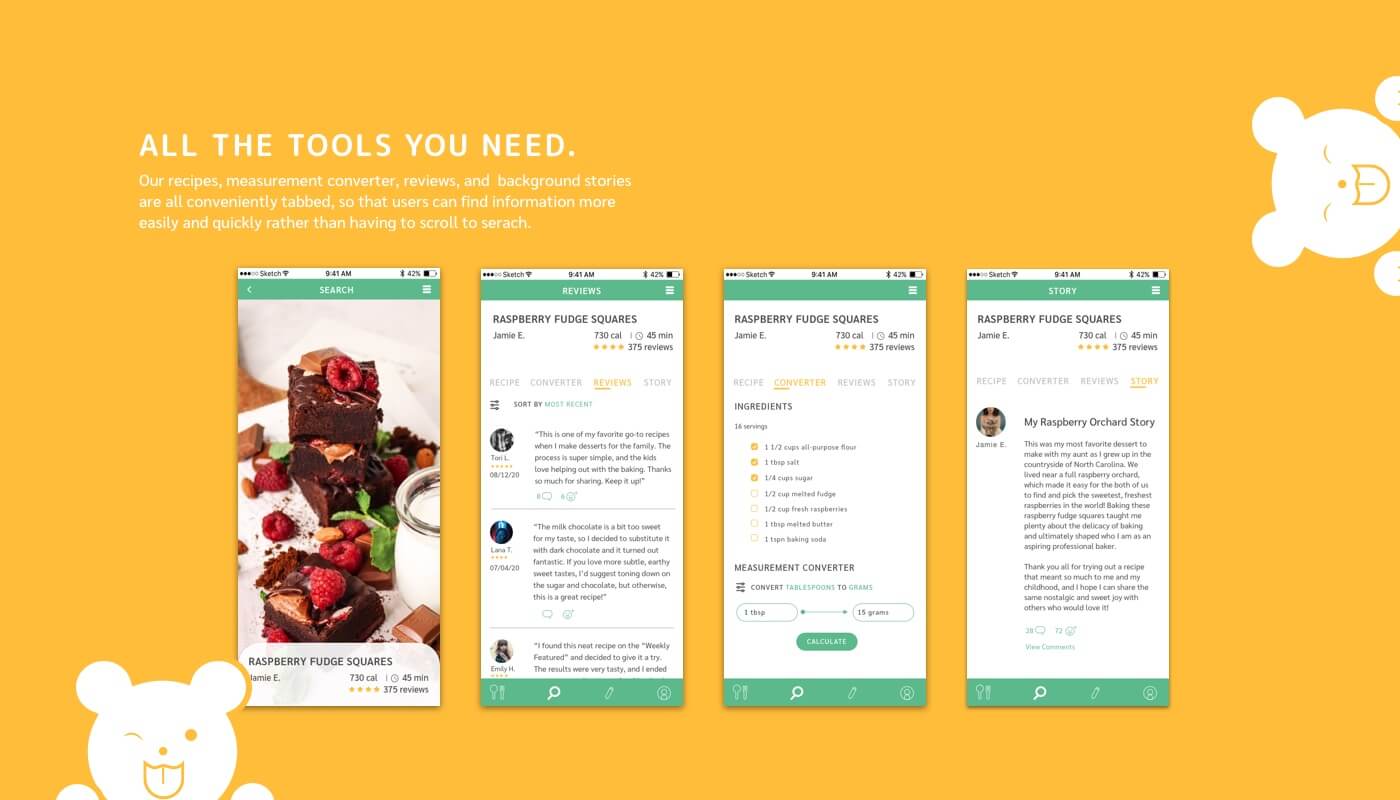 ALL THE TOOLS YOU NEED.
Our recipes, measurement converter, reviews, and  background stories
are all conveniently tabbed, so that users can find information more
easily and quickly rather than having to scroll to serach.
Sketch 9:41 AM 42%
SEARCH
RASPBERRY FUDGE SQUARES
Jamie E. 730 cal | 45 min
375 reviews
Sketch 9:41 AM 42%
REVIEWS
RASPBERRY FUDGE SQUARES
Jamie E. 730 cal | 45 min
375 reviews
RECIPE CONVERTER REVIEWS STORY
SORT BY MOST RECENT
Tori L.
08/12/20
“This is one of my favorite go-to recipes
when I make desserts for the family. The
process is super simple, and the kids
love helping out with the baking. Thanks
so much for sharing. Keep it up!”
8 6
Lana T.
07/04/20
“The milk chocolate is a bit too sweet
for my taste, so I decided to substitute it
with dark chocolate and it turned out
fantastic. If you love more subtle, earthy
sweet tastes, I’d suggest toning down on
the sugar and chocolate, but otherwise,
this is a great recipe!”
Emily H.
“I found this neat recipe on the “Weekly
Featured” and decided to give it a try.
The results were very tasty, and I ended
Sketch 9:41 AM 42%
RASPBERRY FUDGE SQUARES
Jamie E. 730 cal | 45 min
375 reviews
RECIPE CONVERTER REVIEWS STORY
INGREDIENTS
16 servings
1 1/2 cups all-purpose flour
1 tbsp salt
1/4 cups sugar
1/2 cup melted fudge
1/2 cup fresh raspberries
1 tbsp melted butter
1 tspn baking soda
MEASUREMENT CONVERTER
CONVERT TABLESPOONS TO GRAMS
1 tbsp 15 grams
CALCULATE
Sketch 9:41 AM 42%
STORY
RASPBERRY FUDGE SQUARES
Jamie E. 730 cal | 45 min
375 reviews
RECIPE CONVERTER REVIEWS STORY
Jamie E.
My Raspberry Orchard Story
This was my most favorite dessert to
make with my aunt as I grew up in the
countryside of North Carolina. We
lived near a full raspberry orchard,
which made it easy for the both of us
to find and pick the sweetest, freshest
raspberries in the world! Baking these
raspberry fudge squares taught me
plenty about the delicacy of baking
and ultimately shaped who I am as an
aspiring professional baker.
Thank you all for trying out a recipe
that meant so much to me and my
childhood, and I hope I can share the
same nostalgic and sweet joy with
others who would love it!
28 72
View Comments